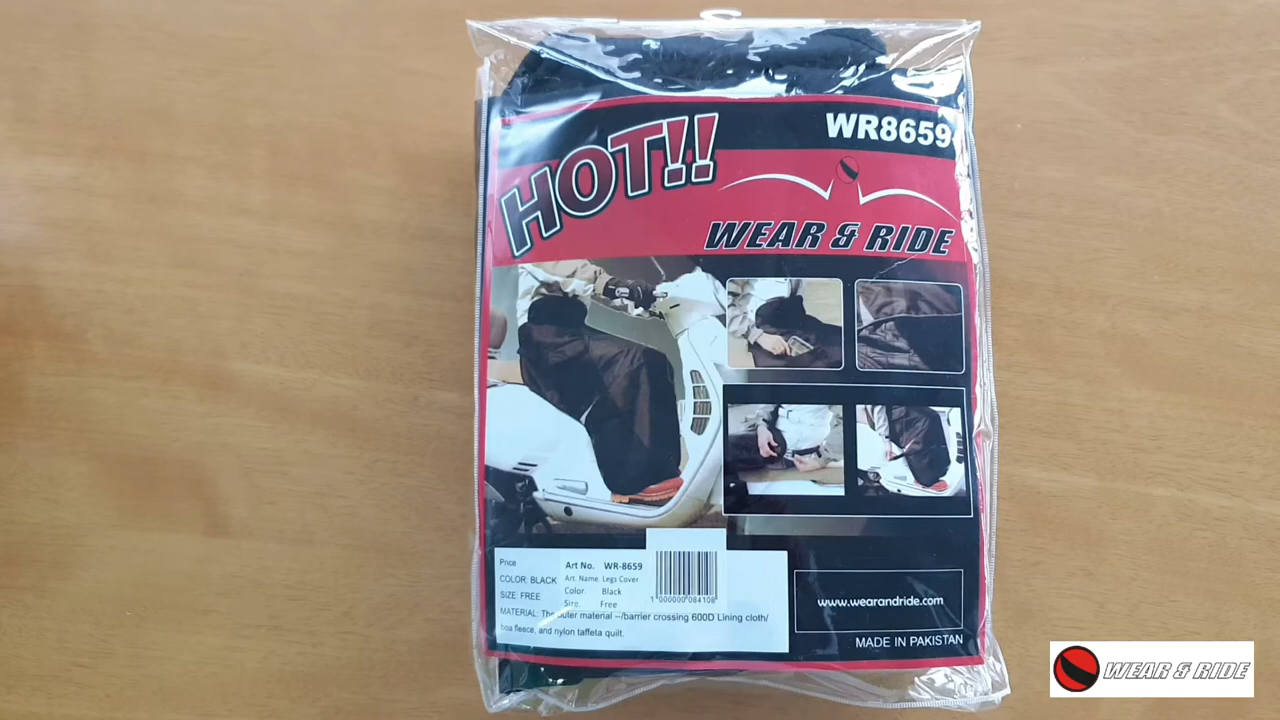 WR8659
HOT!!
WEAR & RIDE
Price
COLOR: BLACK
SIZE: FREE
Art No. WR-8659
Art. Name. Legs Cover
Color. Black
Size. Free
1 000000 084108
MATERIAL: The outer material --/barrier crossing 600D Lining cloth/
boa fleece, and nylon taffeta quilt.
www.wearandride.com
MADE IN PAKISTAN
WEAR & RIDE